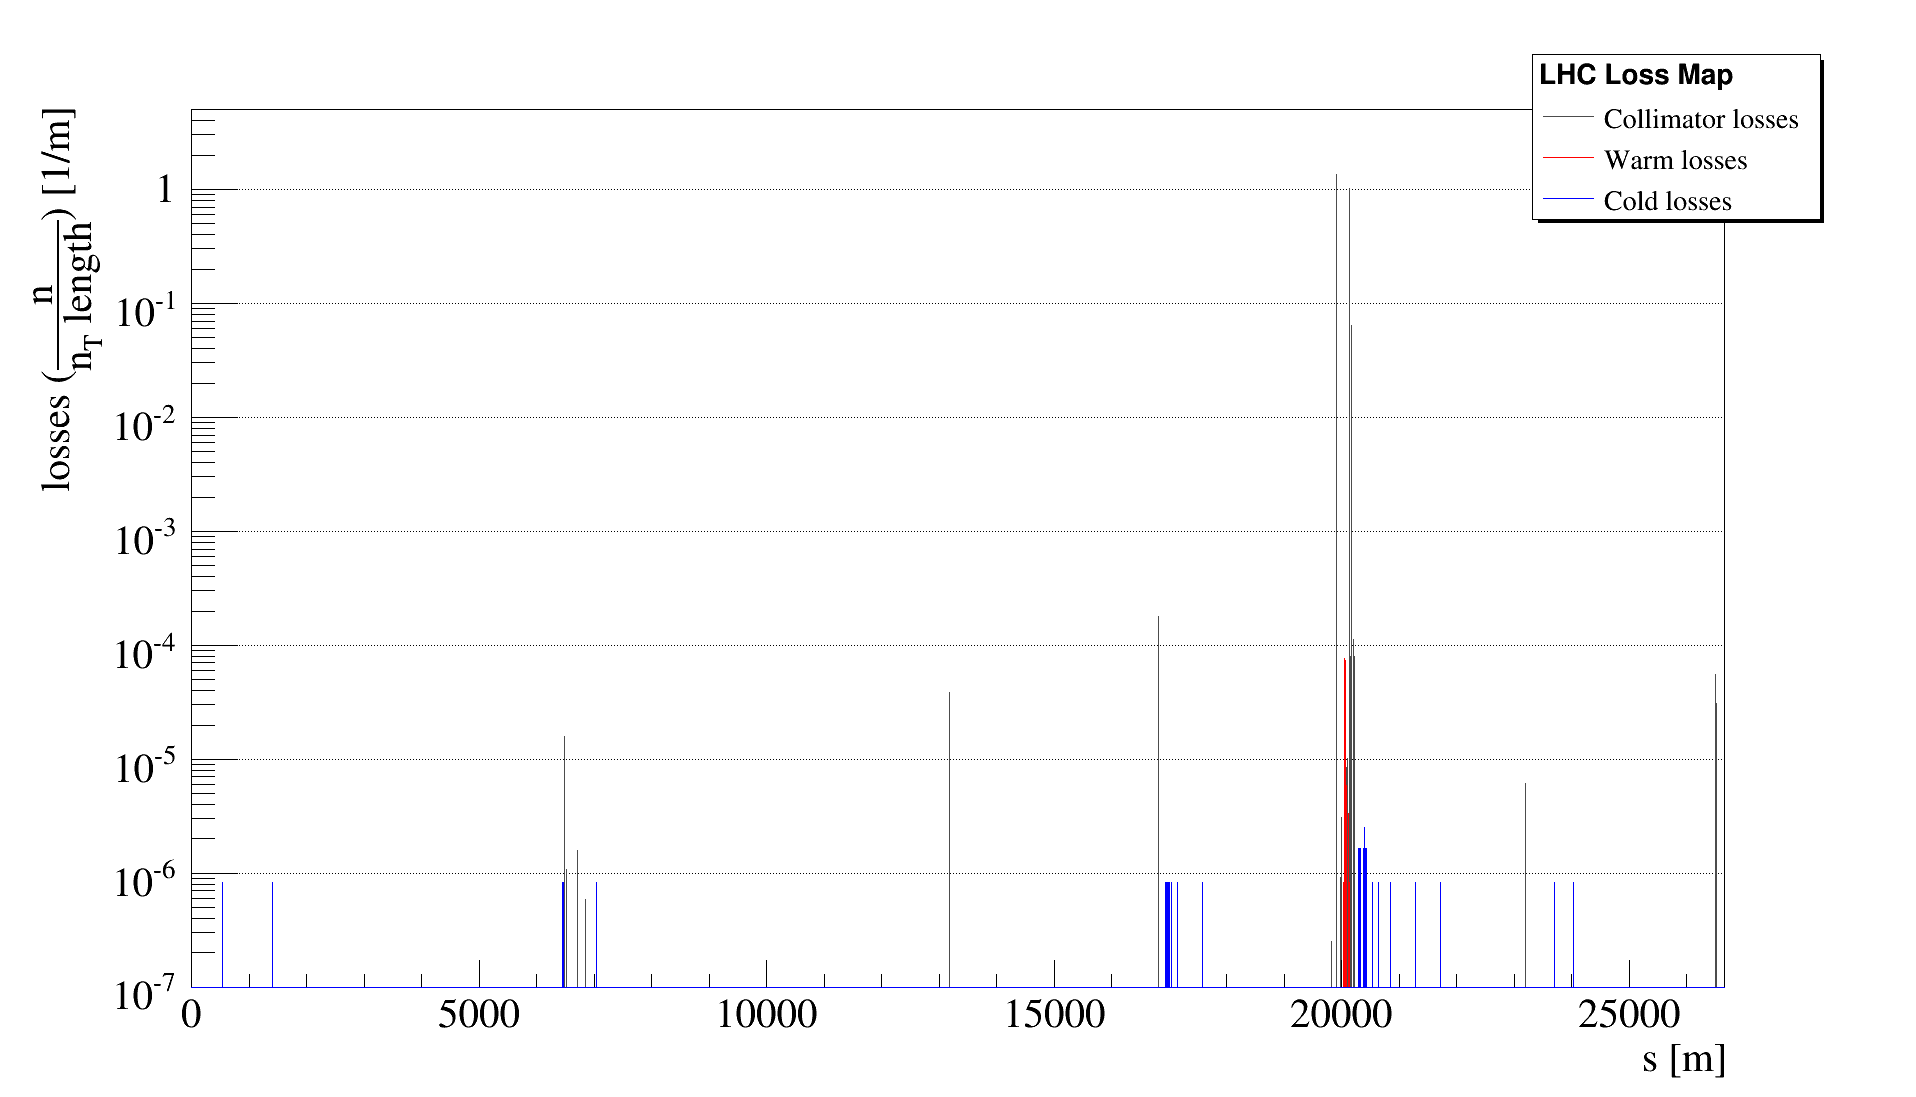 LHC Loss Map
Collimator losses
Warm losses
Cold losses
losses (n/n_T length) [1/m]
1
10^-1
10^-2
10^-3
10^-4
10^-5
10^-6
10^-7
0 5000 10000 15000 20000 25000
s [m]